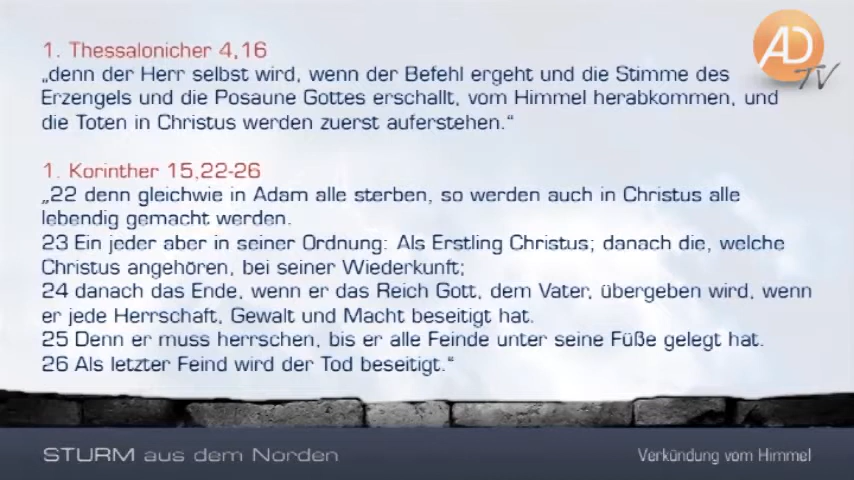 AD
TV
1. Thessalonicher 4,16
„denn der Herr selbst wird, wenn der Befehl ergeht und die Stimme des
Erzengels und die Posaune Gottes erschallt, vom Himmel herabkommen, und
die Toten in Christus werden zuerst auferstehen.“
1. Korinther 15,22-26
„22 denn gleichwie in Adam alle sterben, so werden auch in Christus alle
lebendig gemacht werden.
23 Ein jeder aber in seiner Ordnung: Als Erstling Christus; danach die, welche
Christus angehören, bei seiner Wiederkunft;
24 danach das Ende, wenn er das Reich Gott, dem Vater, übergeben wird, wenn
er jede Herrschaft, Gewalt und Macht beseitigt hat.
25 Denn er muss herrschen, bis er alle Feinde unter seine Füße gelegt hat.
26 Als letzter Feind wird der Tod beseitigt.“
STURM aus dem Norden
Verkündung vom Himmel